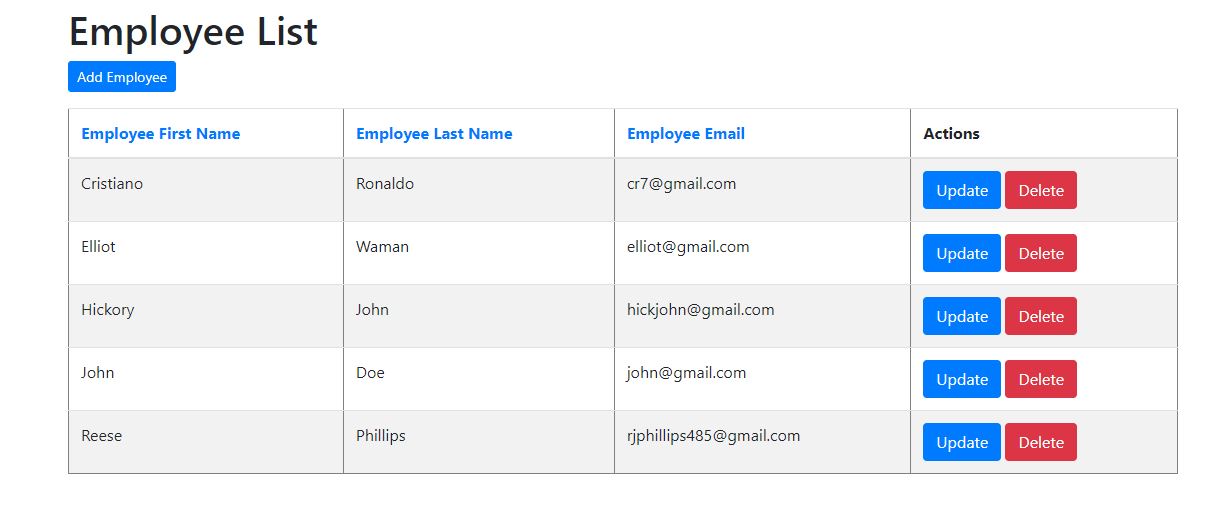 Employee List
Add Employee
Employee First Name Employee Last Name Employee Email Actions
Cristiano Ronaldo cr7@gmail.com Update Delete
Elliot Waman elliot@gmail.com Update Delete
Hickory John hickjohn@gmail.com Update Delete
John Doe john@gmail.com Update Delete
Reese Phillips rjphillips485@gmail.com Update Delete